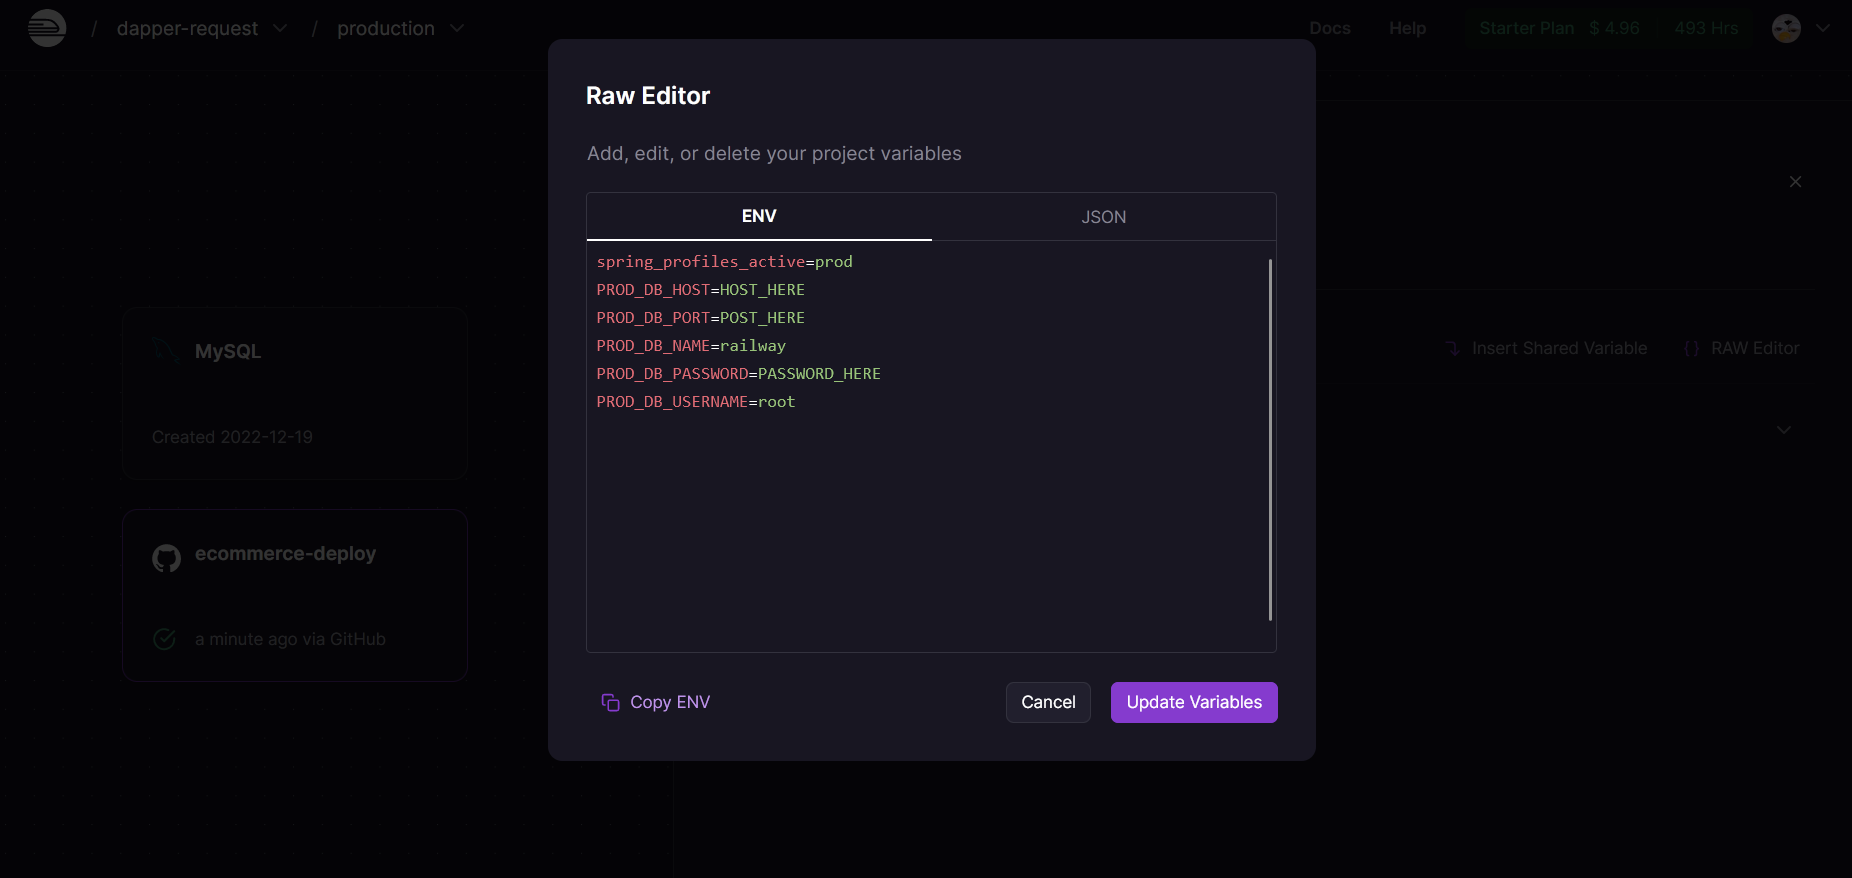 / dapper-request / production
Docs Help Starter Plan $ 4.96 493 Hrs
Raw Editor
Add, edit, or delete your project variables
ENV JSON
spring_profiles_active=prod
PROD_DB_HOST=HOST_HERE
PROD_DB_PORT=POST_HERE
PROD_DB_NAME=railway
PROD_DB_PASSWORD=PASSWORD_HERE
PROD_DB_USERNAME=root
Copy ENV Cancel Update Variables
MySQL
Created 2022-12-19
ecommerce-deploy
a minute ago via GitHub
Insert Shared Variable {} RAW Editor